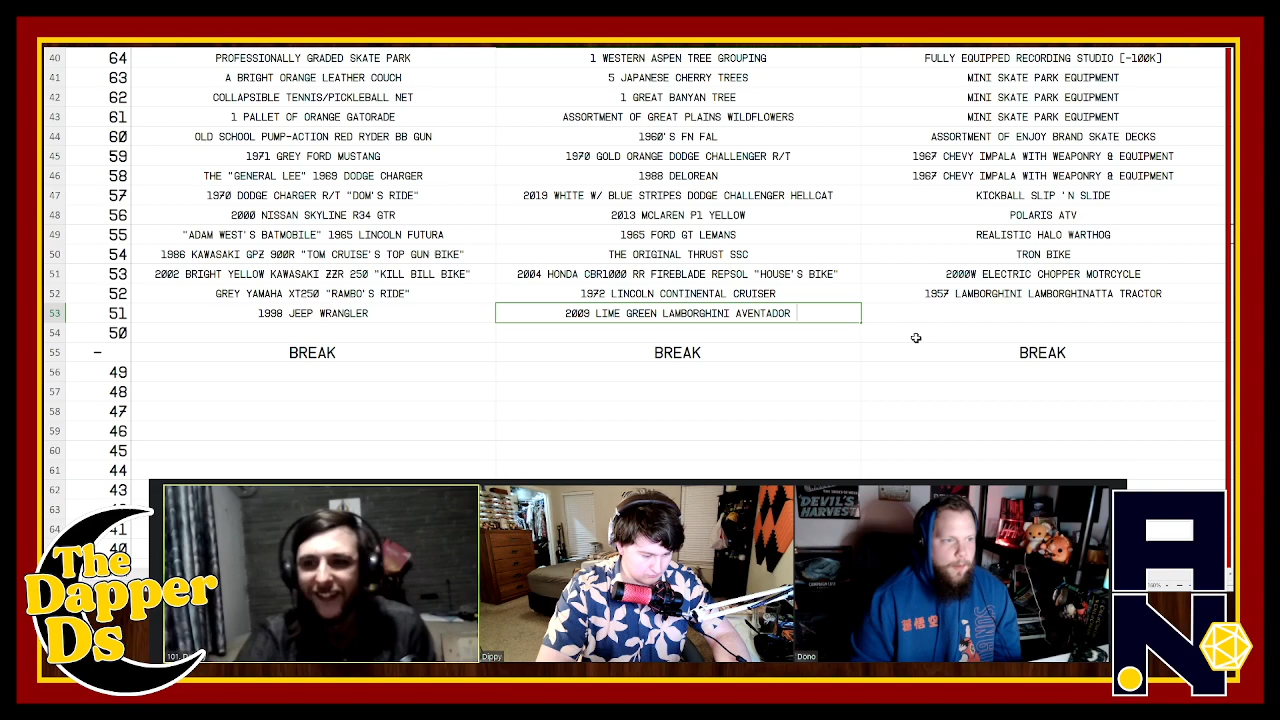 40 64 PROFESSIONALLY GRADED SKATE PARK 1 WESTERN ASPEN TREE GROUPING FULLY EQUIPPED RECORDING STUDIO [-100K]
41 63 A BRIGHT ORANGE LEATHER COUCH 5 JAPANESE CHERRY TREES MINI SKATE PARK EQUIPMENT
42 62 COLLAPSIBLE TENNIS/PICKLEBALL NET 1 GREAT BANYAN TREE MINI SKATE PARK EQUIPMENT
43 61 1 PALLET OF ORANGE GATORADE ASSORTMENT OF GREAT PLAINS WILDFLOWERS MINI SKATE PARK EQUIPMENT
44 60 OLD SCHOOL PUMP-ACTION RED RYDER BB GUN 1960'S FN FAL ASSORTMENT OF ENJOY BRAND SKATE DECKS
45 59 1971 GREY FORD MUSTANG 1970 GOLD ORANGE DODGE CHALLENGER R/T 1967 CHEVY IMPALA WITH WEAPONRY & EQUIPMENT
46 58 THE "GENERAL LEE" 1969 DODGE CHARGER 1988 DELOREAN 1967 CHEVY IMPALA WITH WEAPONRY & EQUIPMENT
47 57 1970 DODGE CHARGER R/T "DOM'S RIDE" 2019 WHITE W/ BLUE STRIPES DODGE CHALLENGER HELLCAT KICKBALL SLIP 'N SLIDE
48 56 2000 NISSAN SKYLINE R34 GTR 2013 MCLAREN P1 YELLOW POLARIS ATV
49 55 "ADAM WEST'S BATMOBILE" 1965 LINCOLN FUTURA 1965 FORD GT LEMANS REALISTIC HALO WARTHOG
50 54 1986 KAWASAKI GPZ 900R "TOM CRUISE'S TOP GUN BIKE" THE ORIGINAL THRUST SSC TRON BIKE
51 53 2002 BRIGHT YELLOW KAWASAKI ZZR 250 "KILL BILL BIKE" 2004 HONDA CBR1000 RR FIREBLADE REPSOL "HOUSE'S BIKE" 2000W ELECTRIC CHOPPER MOTRCYCLE
52 52 GREY YAMAHA XT250 "RAMBO'S RIDE" 1972 LINCOLN CONTINENTAL CRUISER 1957 LAMBORGHINI LAMBORGHINATTA TRACTOR
53 51 1998 JEEP WRANGLER 2009 LIME GREEN LAMBORGHINI AVENTADOR
54 50
55 – BREAK BREAK BREAK
56 49
57 48
58 47
59 46
60 45
61 44
62 43
63
64 41
40
160%
DEVIL'S
HARVEST
孫悟空
The
Dapper
Ds
Dippy
Dono
A
N